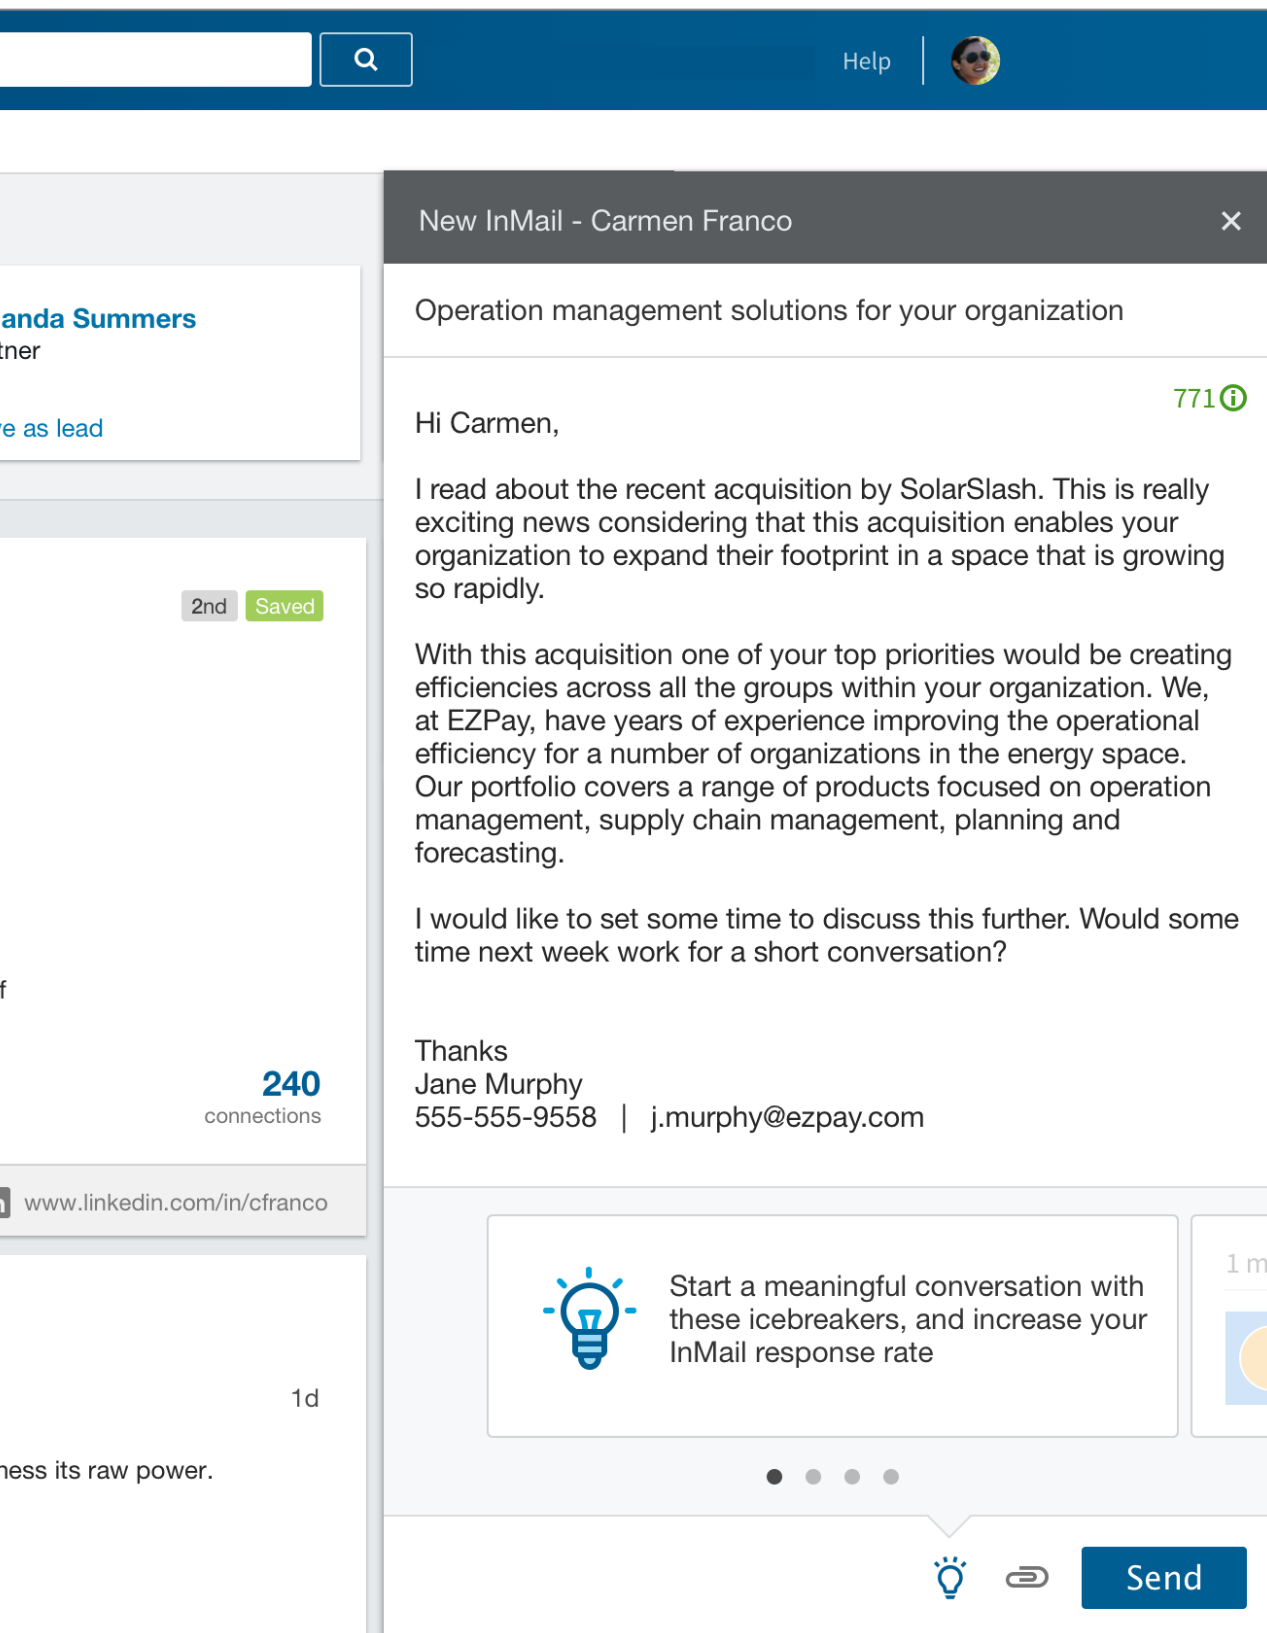 Help
New InMail - Carmen Franco
anda Summers
tner
Operation management solutions for your organization
771
e as lead
Hi Carmen,
I read about the recent acquisition by SolarSlash. This is really
exciting news considering that this acquisition enables your
organization to expand their footprint in a space that is growing
so rapidly.
2nd Saved
With this acquisition one of your top priorities would be creating
efficiencies across all the groups within your organization. We,
at EZPay, have years of experience improving the operational
efficiency for a number of organizations in the energy space.
Our portfolio covers a range of products focused on operation
management, supply chain management, planning and
forecasting.
I would like to set some time to discuss this further. Would some
time next week work for a short conversation?
f
Thanks
Jane Murphy
555-555-9558 | j.murphy@ezpay.com
240
connections
www.linkedin.com/in/cfranco
Start a meaningful conversation with
these icebreakers, and increase your
InMail response rate
1 m
1d
ness its raw power.
Send